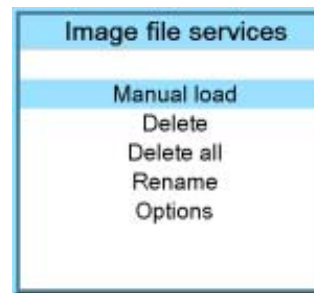 Image file services
Manual load
Delete
Delete all
Rename
Options